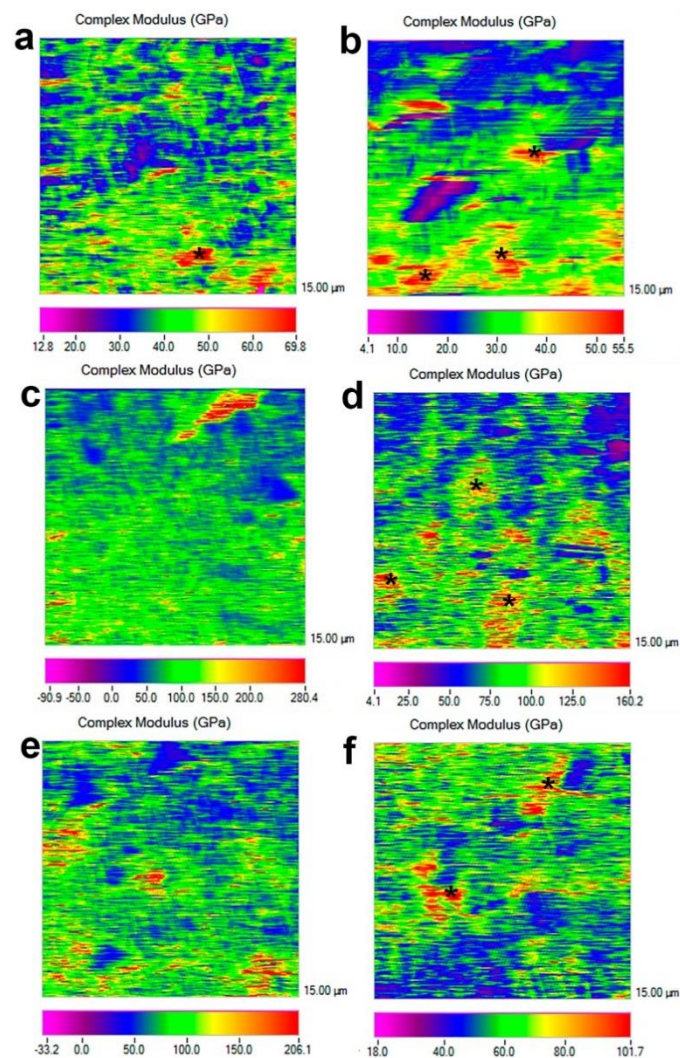 a
Complex Modulus (GPa)
15.00 µm
12.8 20.0 30.0 40.0 50.0 60.0 69.8
b
Complex Modulus (GPa)
*
*
*
15.00 µm
4.1 10.0 20.0 30.0 40.0 50.0 55.5
c
Complex Modulus (GPa)
15.00 µm
-90.9 -50.0 0.0 50.0 100.0 150.0 200.0 280.4
d
Complex Modulus (GPa)
*
*
*
15.00 µm
4.1 25.0 50.0 75.0 100.0 125.0 160.2
e
Complex Modulus (GPa)
15.00 µm
-33.2 0.0 50.0 100.0 150.0 206.1
f
Complex Modulus (GPa)
*
*
15.00 µm
18.0 40.0 60.0 80.0 101.7